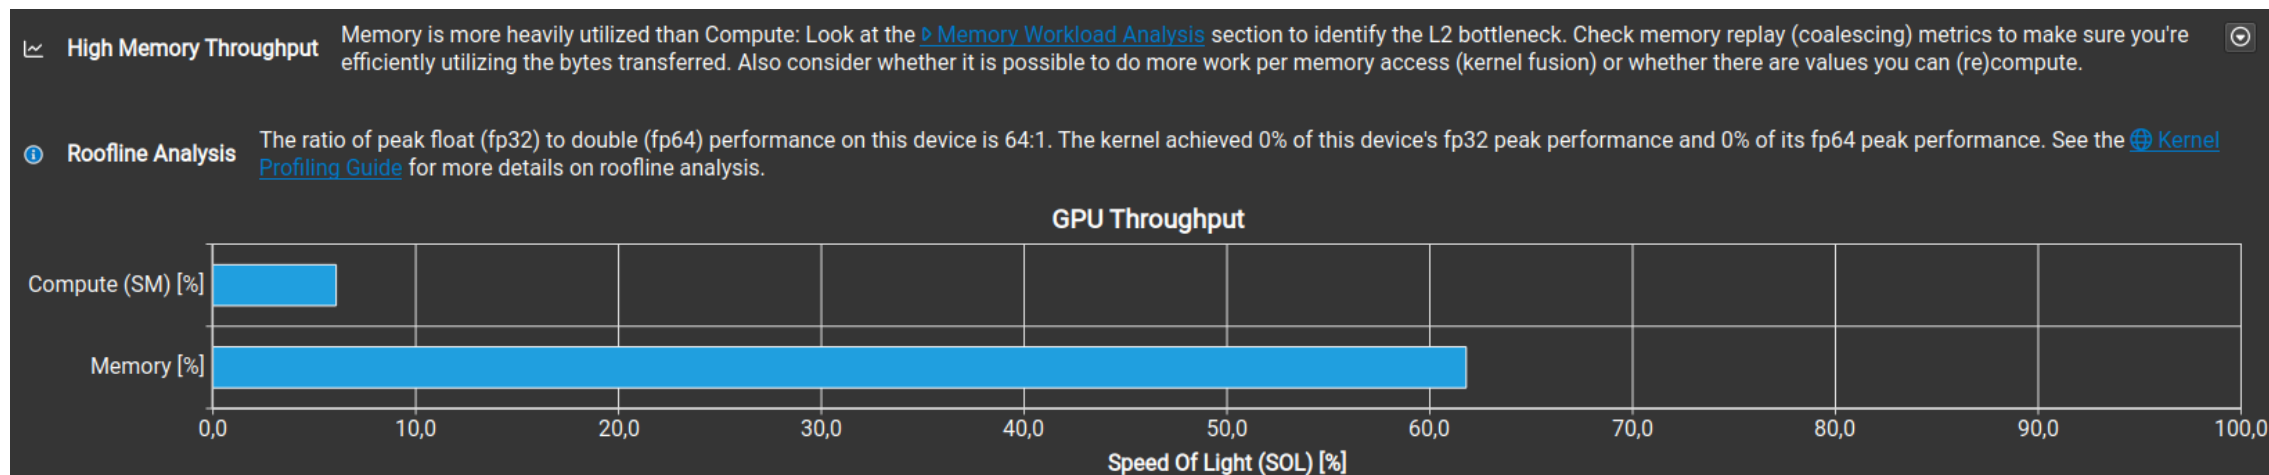 High Memory Throughput
Memory is more heavily utilized than Compute: Look at the Memory Workload Analysis section to identify the L2 bottleneck. Check memory replay (coalescing) metrics to make sure you're
efficiently utilizing the bytes transferred. Also consider whether it is possible to do more work per memory access (kernel fusion) or whether there are values you can (re)compute.
Roofline Analysis
The ratio of peak float (fp32) to double (fp64) performance on this device is 64:1. The kernel achieved 0% of this device's fp32 peak performance and 0% of its fp64 peak performance. See the Kernel
Profiling Guide for more details on roofline analysis.
GPU Throughput
Compute (SM) [%]
Memory [%]
0,0 10,0 20,0 30,0 40,0 50,0 60,0 70,0 80,0 90,0 100,0
Speed Of Light (SOL) [%]